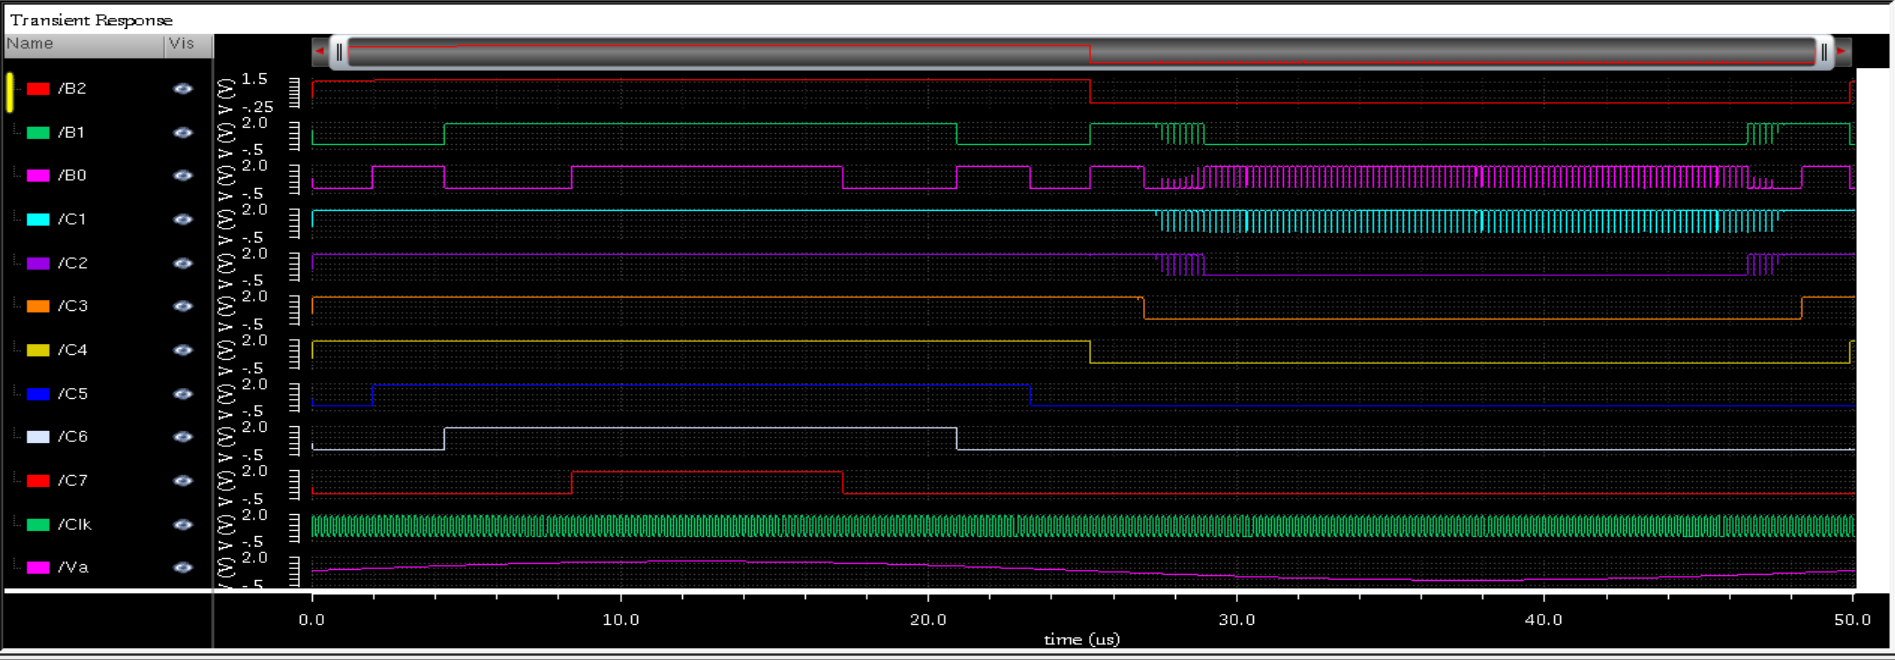 Transient Response
Name Vis
/B2 V (V) 1.5 -.25
/B1 V (V) 2.0 -.5
/B0 V (V) 2.0 -.5
/C1 V (V) 2.0 -.5
/C2 V (V) 2.0 -.5
/C3 V (V) 2.0 -.5
/C4 V (V) 2.0 -.5
/C5 V (V) 2.0 -.5
/C6 V (V) 2.0 -.5
/C7 V (V) 2.0 -.5
/Clk V (V) 2.0 -.5
/Va V (V) 2.0 -.5
0.0 10.0 20.0 30.0 40.0 50.0
time (us)